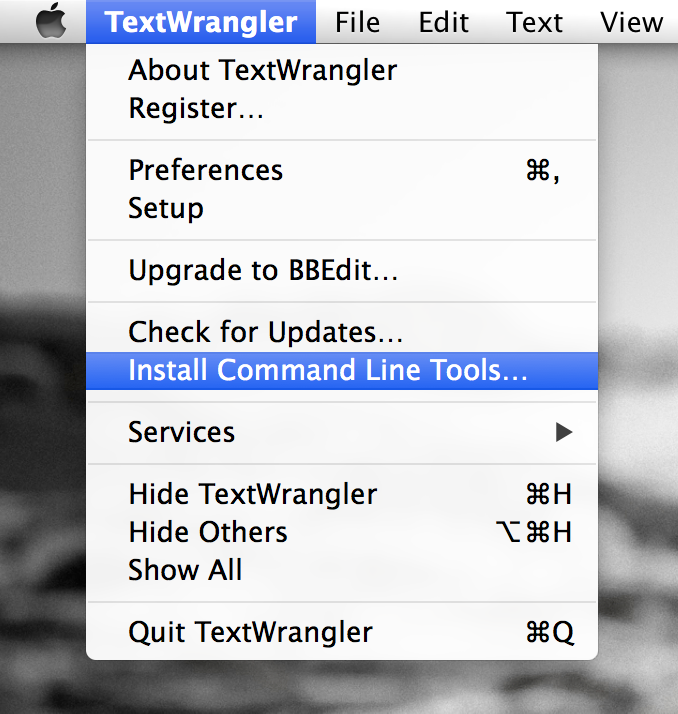 TextWrangler File Edit Text View
About TextWrangler
Register…
Preferences ⌘,
Setup
Upgrade to BBEdit…
Check for Updates…
Install Command Line Tools…
Services ▶
Hide TextWrangler ⌘H
Hide Others ⌥⌘H
Show All
Quit TextWrangler ⌘Q